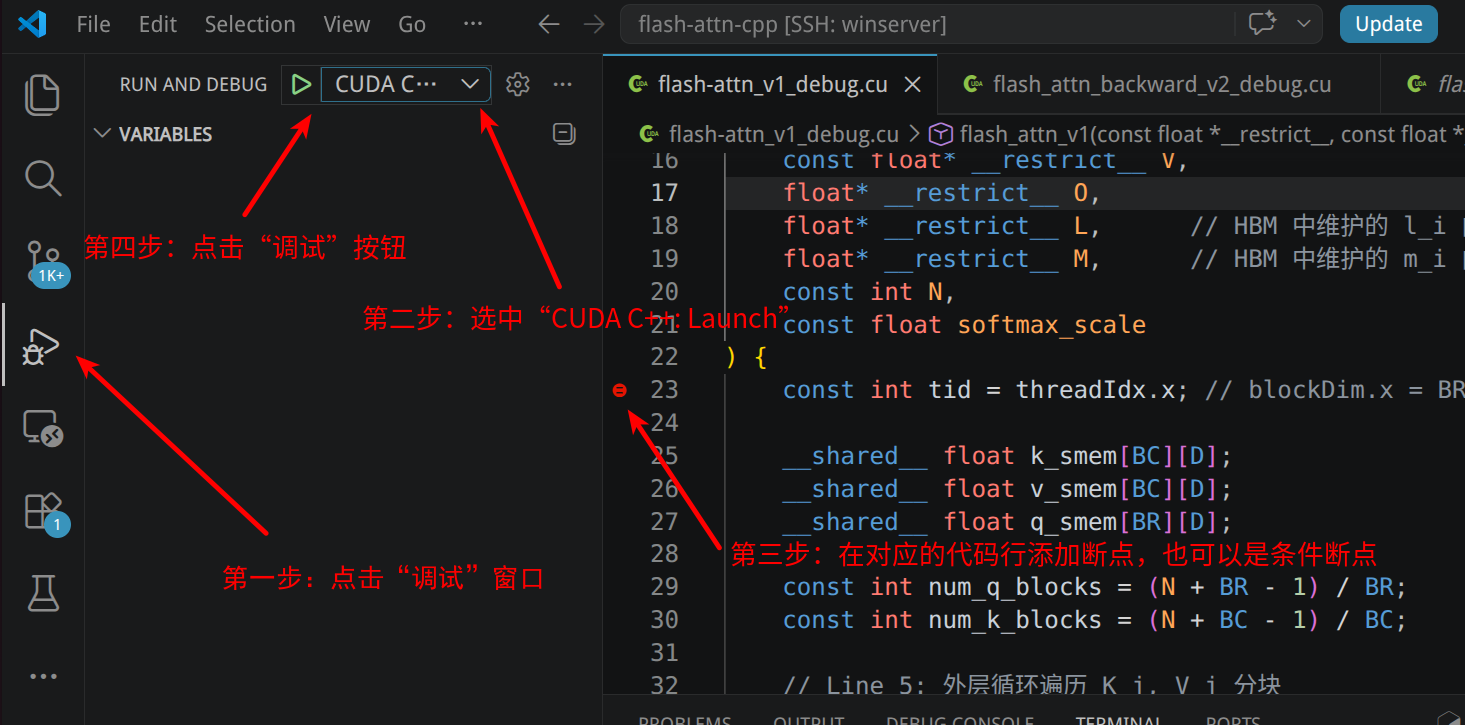 File Edit Selection View Go ··· flash-attn-cpp [SSH: winserver] Update
RUN AND DEBUG CUDA C··· ···
VARIABLES
第四步：点击“调试”按钮
第二步：选中“CUDA C++: Launch”
第一步：点击“调试”窗口
1K+
1
···
flash-attn_v1_debug.cu flash_attn_backward_v2_debug.cu
flash-attn_v1_debug.cu > flash_attn_v1(const float *__restrict__, const float *
16 const float* __restrict__ V,
17 float* __restrict__ O,
18 float* __restrict__ L, // HBM 中维护的 l_i
19 float* __restrict__ M, // HBM 中维护的 m_i
20 const int N,
21 const float softmax_scale
22 ) {
23 const int tid = threadIdx.x; // blockDim.x = BR
24
25 __shared__ float k_smem[BC][D];
26 __shared__ float v_smem[BC][D];
27 __shared__ float q_smem[BR][D];
28
第三步：在对应的代码行添加断点，也可以是条件断点
29 const int num_q_blocks = (N + BR - 1) / BR;
30 const int num_k_blocks = (N + BC - 1) / BC;
31
32 // Line 5: 外层循环遍历 K_j, V_j 分块
PROBLEMS OUTPUT DEBUG CONSOLE TERMINAL PORTS